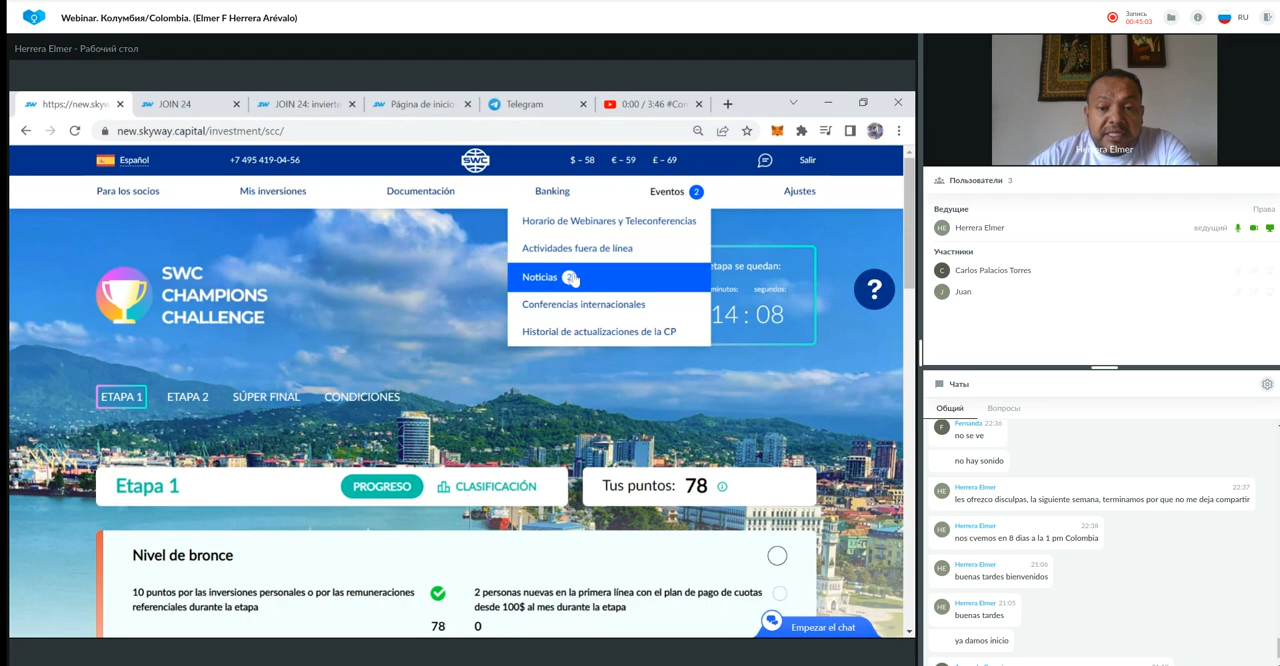 Webinar. Колумбия/Colombia. (Elmer F Herrera Arévalo)
Запись
00:45:03
RU
Herrera Elmer - Рабочий стол
https://new.skyw
JOIN 24
JOIN 24: invierte
Página de inicio
Telegram
0:00 / 3:46 #Con
new.skyway.capital/investment/scc/
Español
+7 495 419-04-56
SWC
$ – 58
€ – 59
£ – 69
Salir
Para los socios
Mis inversiones
Documentación
Banking
Eventos 2
Ajustes
Horario de Webinares y Teleconferencias
Actividades fuera de línea
Noticias
Conferencias internacionales
Historial de actualizaciones de la CP
etapa se quedan:
minutos:
segundos:
14 : 08
?
SWC
CHAMPIONS
CHALLENGE
ETAPA 1
ETAPA 2
SÚPER FINAL
CONDICIONES
Etapa 1
PROGRESO
CLASIFICACIÓN
Tus puntos: 78
Nivel de bronce
10 puntos por las inversiones personales o por las remuneraciones
referenciales durante la etapa
78
2 personas nuevas en la primera línea con el plan de pago de cuotas
desde 100$ al mes durante la etapa
0
Empezar el chat
Herrera Elmer
Пользователи 3
Ведущие
Права
HE
Herrera Elmer
ведущий
Участники
C
Carlos Palacios Torres
J
Juan
Чаты
Общий
Вопросы
F
Fernanda 22:36
no se ve
no hay sonido
HE
Herrera Elmer
22:37
les ofrezco disculpas, la siguiente semana, terminamos por que no me deja compartir
HE
Herrera Elmer
22:38
nos cvemos en 8 dias a la 1 pm Colombia
HE
Herrera Elmer
21:06
buenas tardes bienvenidos
HE
Herrera Elmer
21:05
buenas tardes
ya damos inicio